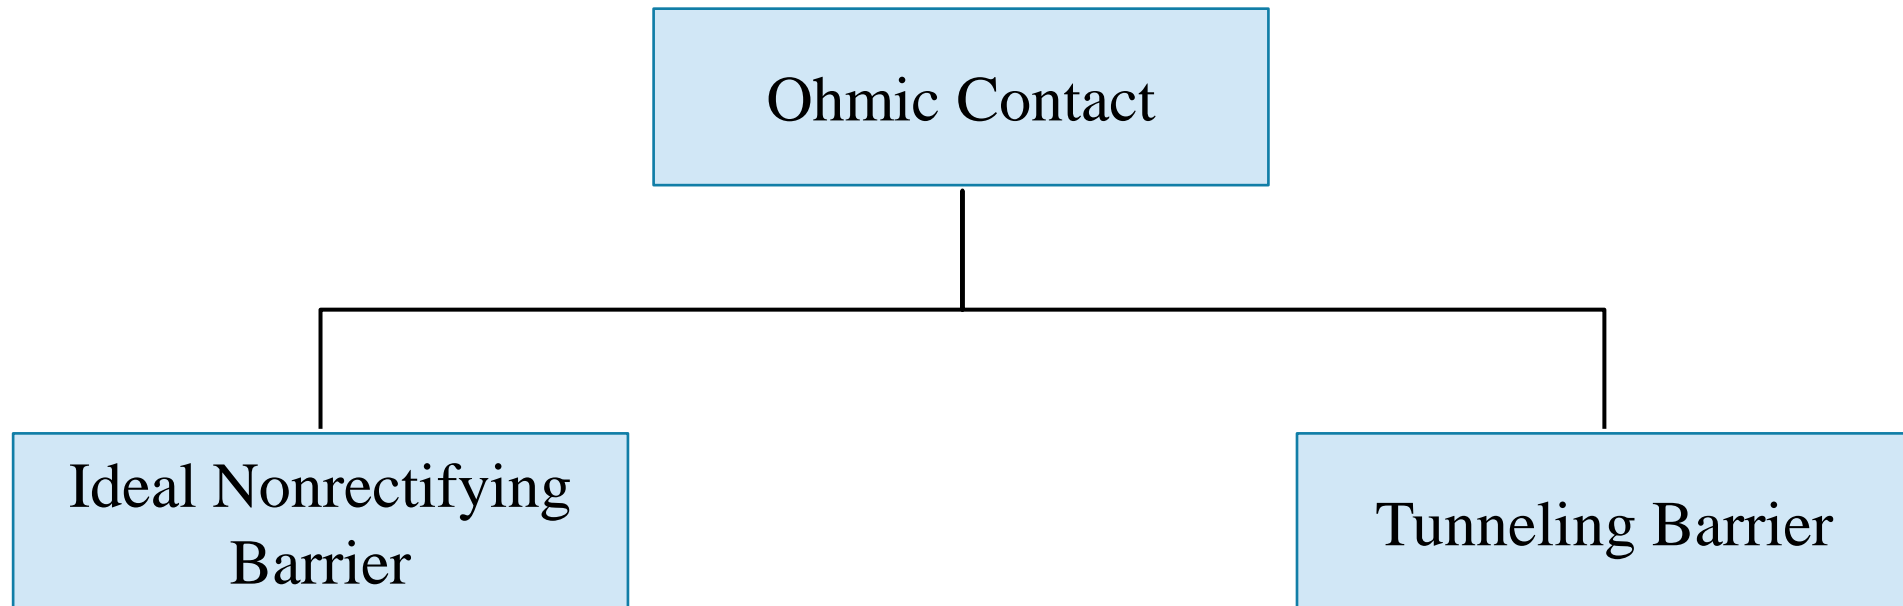 Ohmic Contact
Ideal Nonrectifying
Barrier
Tunneling Barrier